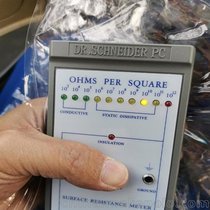 DR.SCHNEIDER PC
OHMS PER SQUARE
CONDUCTIVE STATIC DISSIPATIVE
INSULATION
GROUND
SURFACE RESISTANCE METER